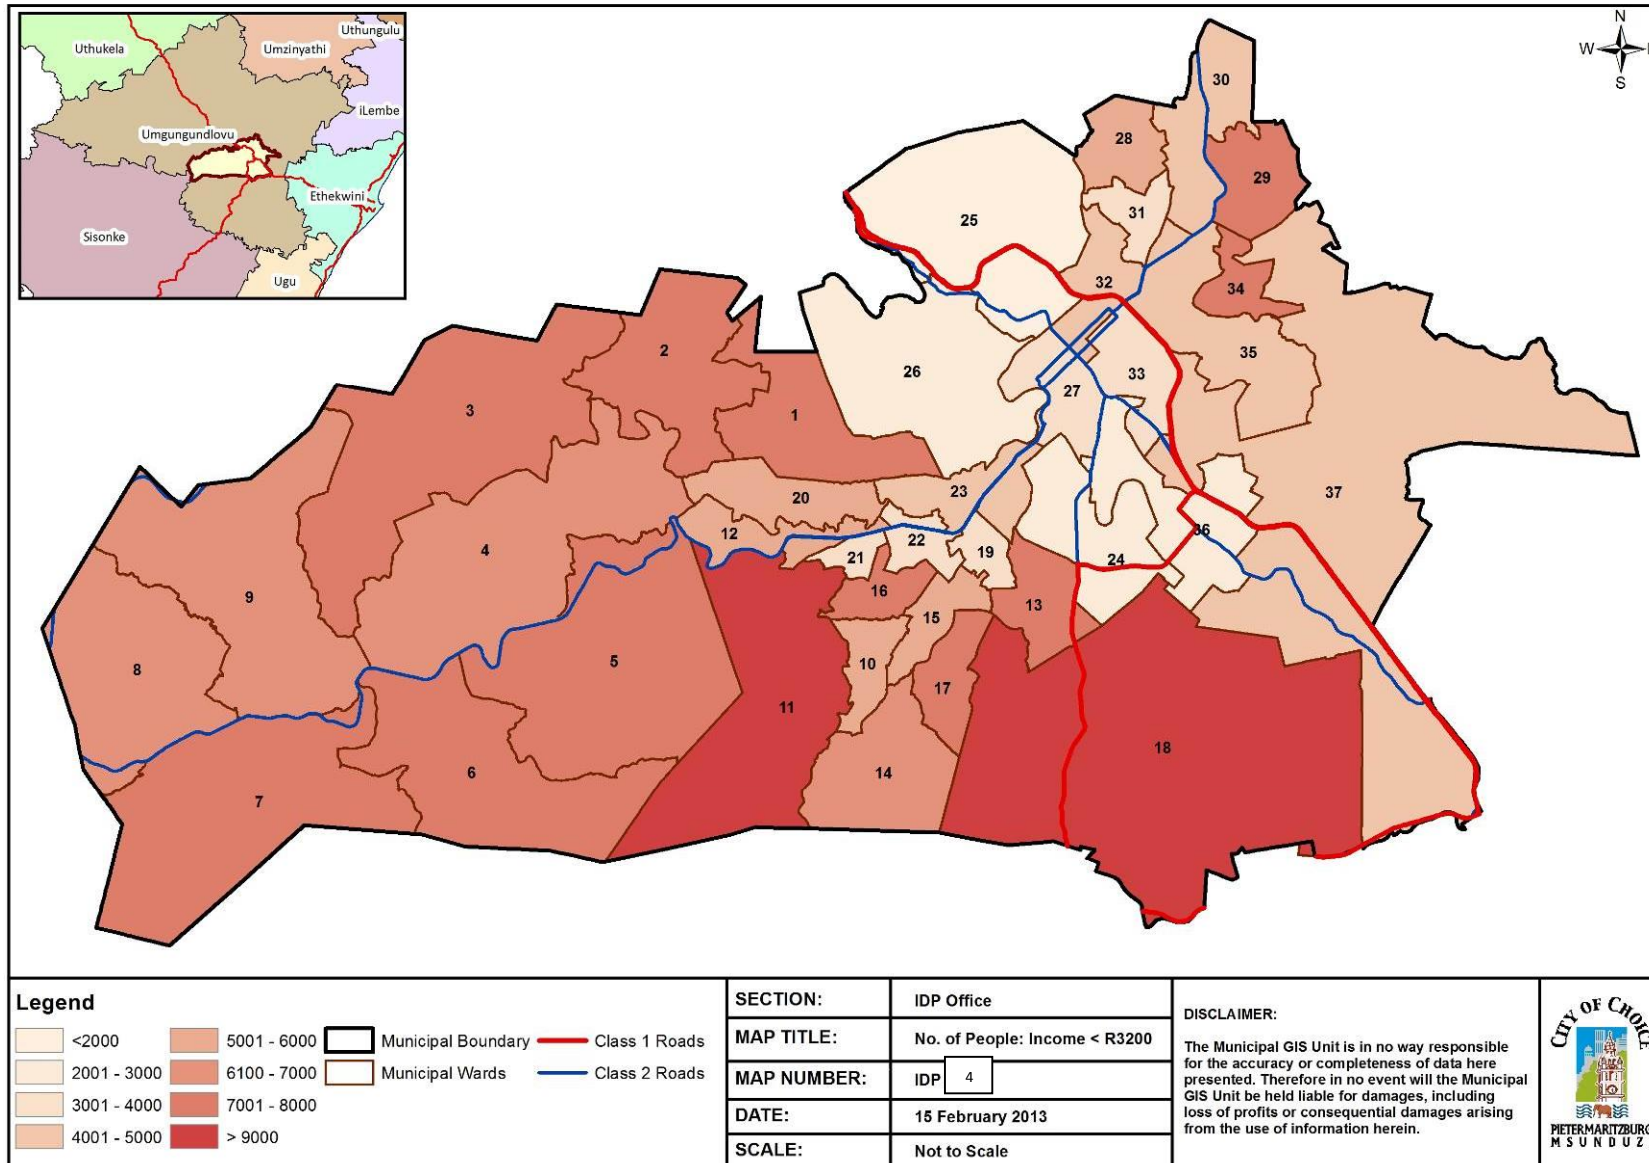 Uthukela
Umzinyathi
Uthungulu
iLembe
Umgungundlovu
Ethekwini
Sisonke
Ugu
N
W
S
30
28
29
25
31
32
34
2
35
26
33
27
3
1
37
20
23
12
4
22
36
21
19
24
9
16
13
15
8
5
10
17
11
18
6
14
7
Legend
<2000
2001 - 3000
3001 - 4000
4001 - 5000
5001 - 6000
6100 - 7000
7001 - 8000
> 9000
Municipal Boundary
Municipal Wards
Class 1 Roads
Class 2 Roads
SECTION: IDP Office
MAP TITLE: No. of People: Income < R3200
MAP NUMBER: IDP 4
DATE: 15 February 2013
SCALE: Not to Scale
DISCLAIMER:
The Municipal GIS Unit is in no way responsible
for the accuracy or completeness of data here
presented. Therefore in no event will the Municipal
GIS Unit be held liable for damages, including
loss of profits or consequential damages arising
from the use of information herein.
CITY OF CHOICE
PIETERMARITZBURG
MSUNDUZ